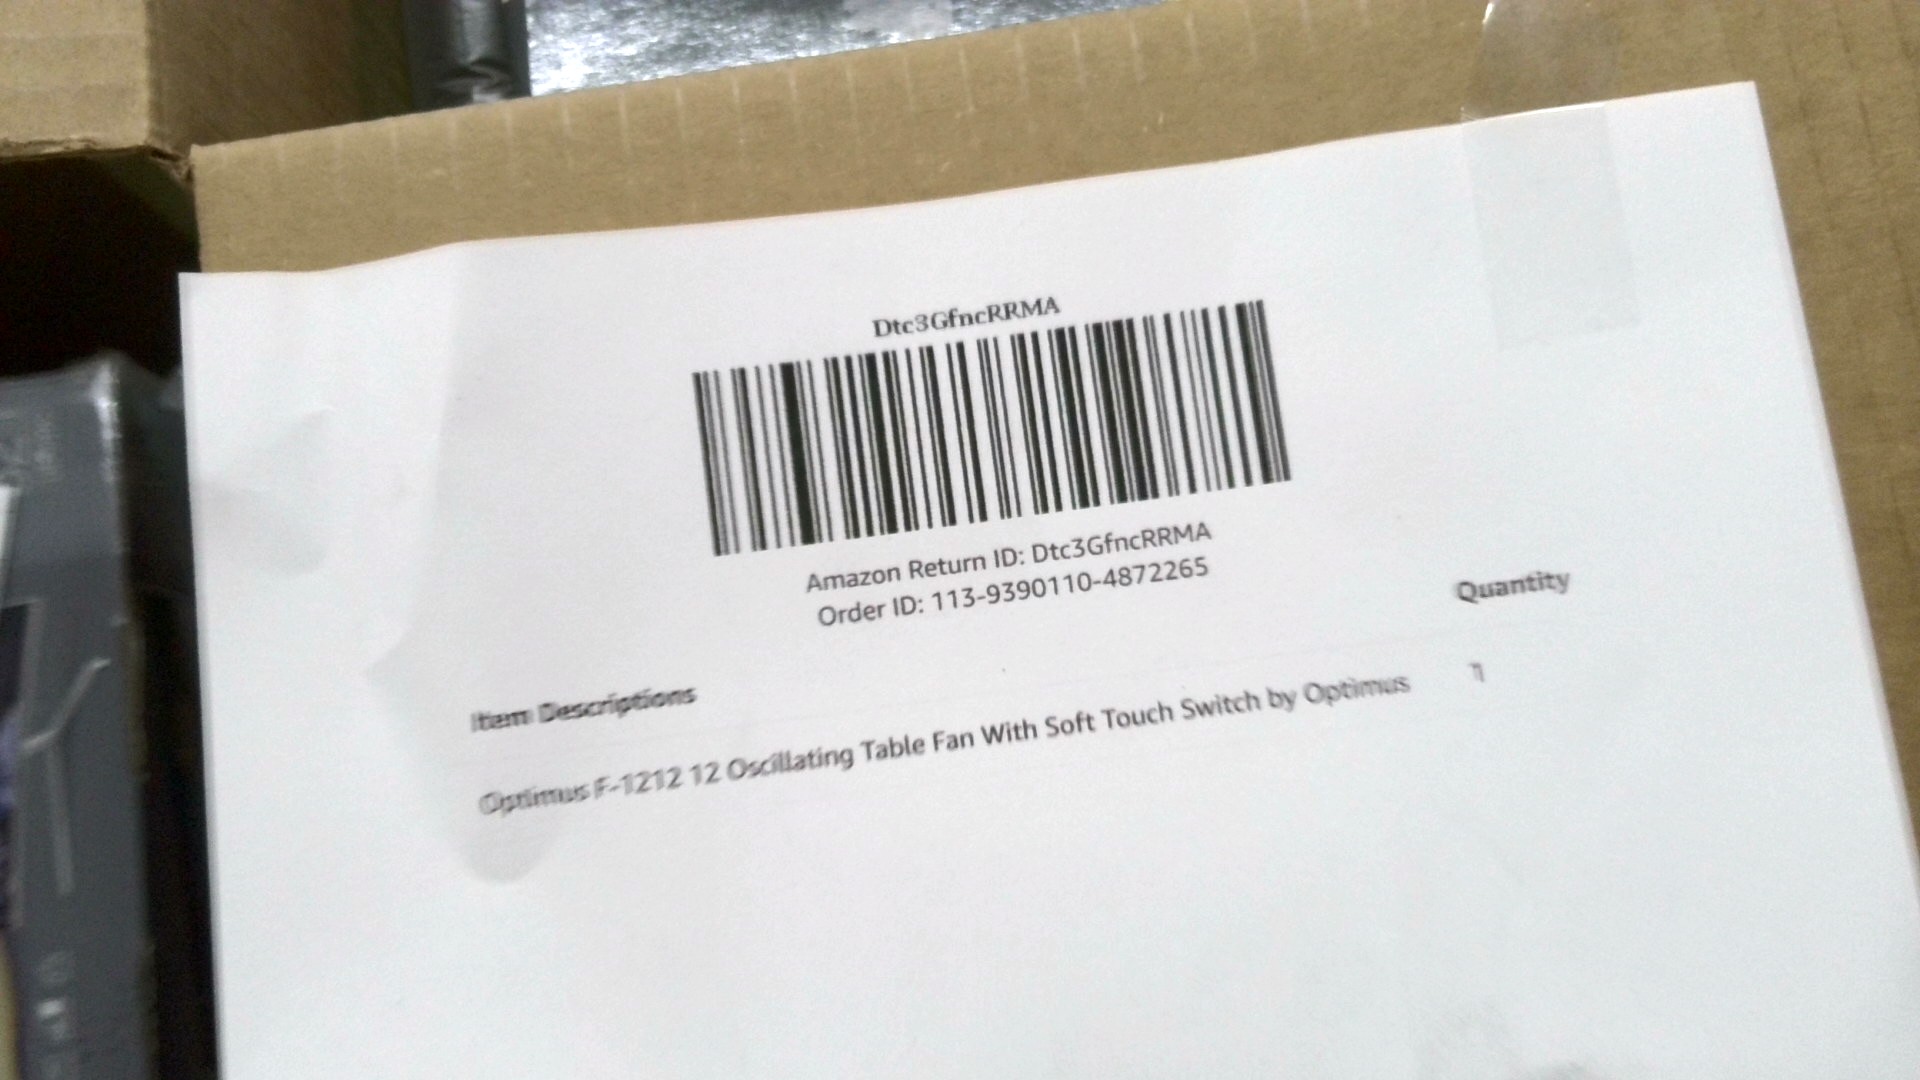 Dtc3GfncRRMA
Amazon Return ID: Dtc3GfncRRMA
Order ID: 113-9390110-4872265
Quantity
Item Descriptions
Optimus F-1212 12 Oscillating Table Fan With Soft Touch Switch by Optimus 1